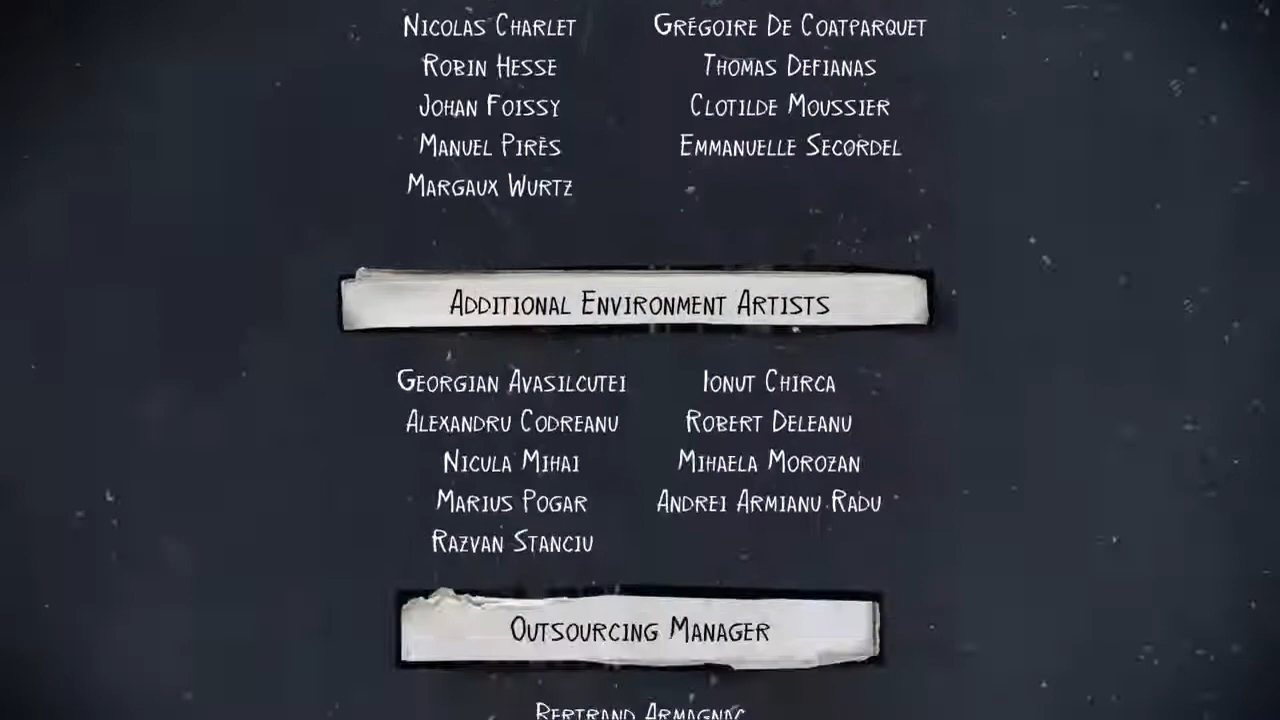 Nicolas Charlet Grégoire De Coatparquet
Robin Hesse Thomas Defianas
Johan Foissy Clotilde Moussier
Manuel Pirès Emmanuelle Secordel
Margaux Wurtz
Additional Environment Artists
Georgian Avasilcutei Ionut Chirca
Alexandru Codreanu Robert Deleanu
Nicula Mihai Mihaela Morozan
Marius Pogar Andrei Armianu Radu
Razvan Stanciu
Outsourcing Manager
Bertrand Armagnac